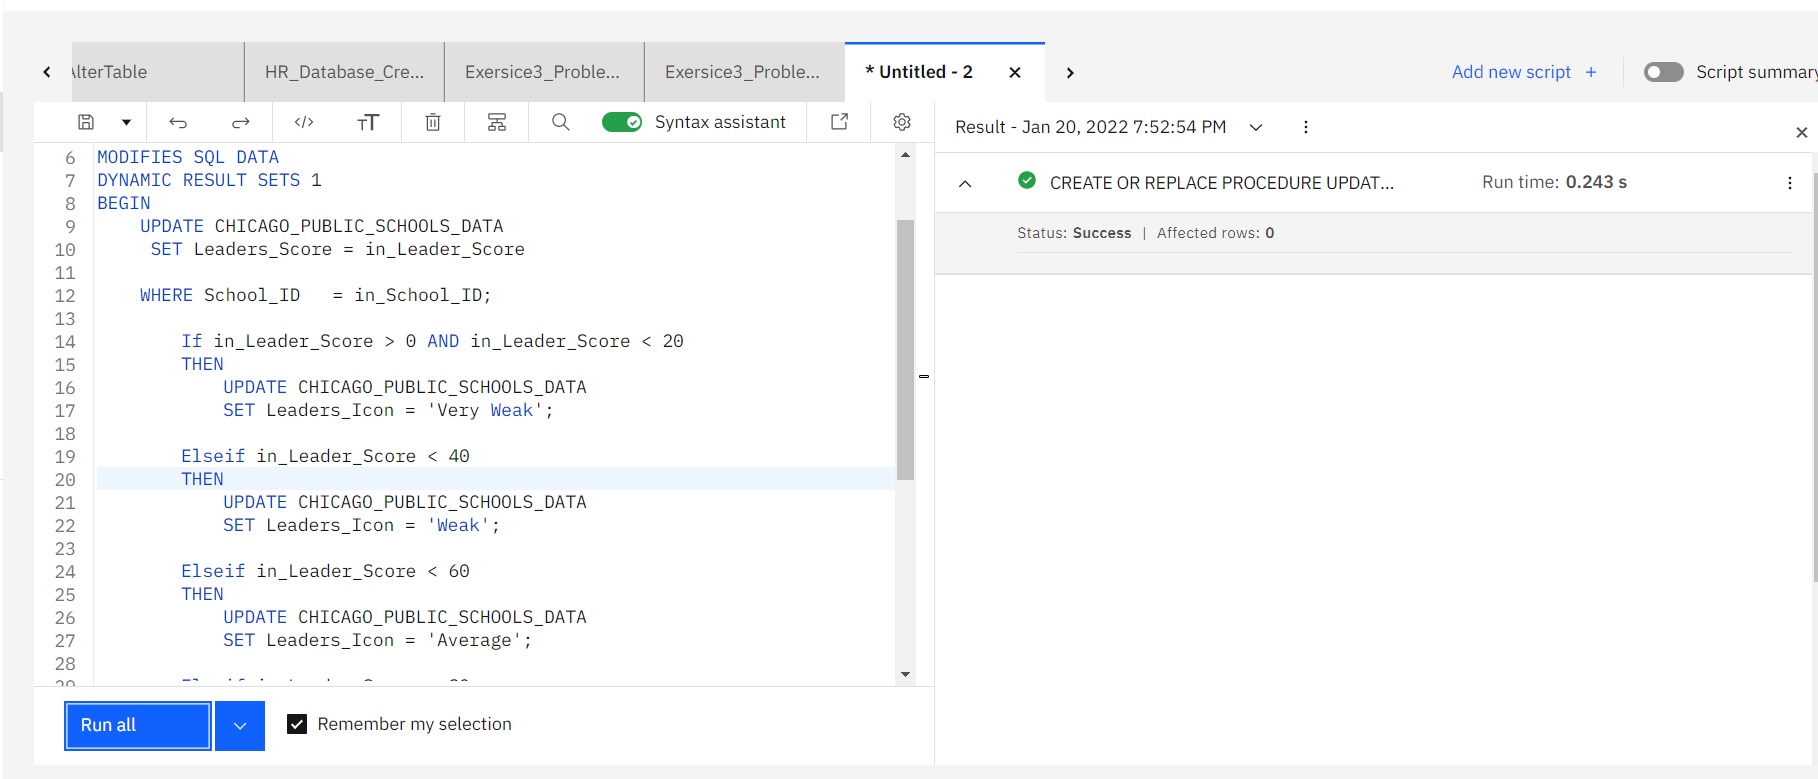 AlterTable
HR_Database_Cre...
Exersice3_Proble...
Exersice3_Proble...
* Untitled - 2
Add new script +
Script summary
</> TT
Syntax assistant
Result - Jan 20, 2022 7:52:54 PM
6 MODIFIES SQL DATA
7 DYNAMIC RESULT SETS 1
8 BEGIN
9 UPDATE CHICAGO_PUBLIC_SCHOOLS_DATA
10 SET Leaders_Score = in_Leader_Score
11
12 WHERE School_ID = in_School_ID;
13
14 If in_Leader_Score > 0 AND in_Leader_Score < 20
15 THEN
16 UPDATE CHICAGO_PUBLIC_SCHOOLS_DATA
17 SET Leaders_Icon = 'Very Weak';
18
19 Elseif in_Leader_Score < 40
20 THEN
21 UPDATE CHICAGO_PUBLIC_SCHOOLS_DATA
22 SET Leaders_Icon = 'Weak';
23
24 Elseif in_Leader_Score < 60
25 THEN
26 UPDATE CHICAGO_PUBLIC_SCHOOLS_DATA
27 SET Leaders_Icon = 'Average';
28
CREATE OR REPLACE PROCEDURE UPDAT...
Run time: 0.243 s
Status: Success | Affected rows: 0
Run all
Remember my selection